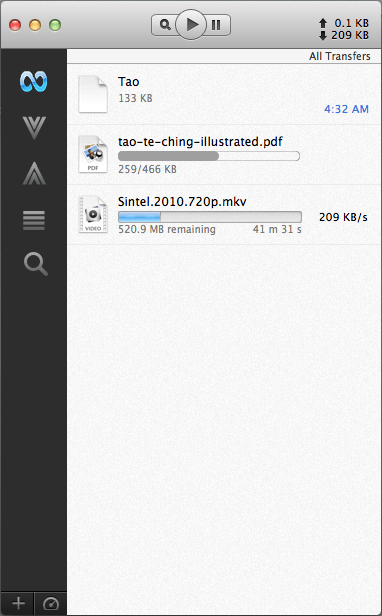 0.1 KB
209 KB
All Transfers
Tao
133 KB
4:32 AM
tao-te-ching-illustrated.pdf
PDF
259/466 KB
Sintel.2010.720p.mkv
209 KB/s
VIDEO
520.9 MB remaining 41 m 31 s